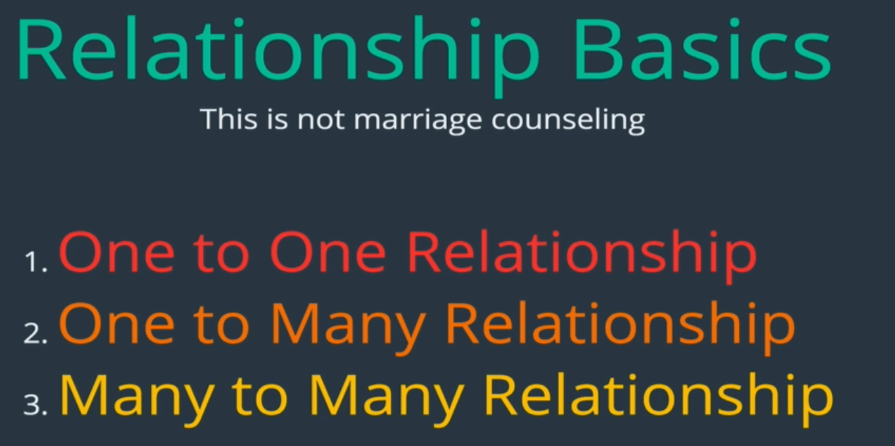 Relationship Basics
This is not marriage counseling
1. One to One Relationship
2. One to Many Relationship
3. Many to Many Relationship